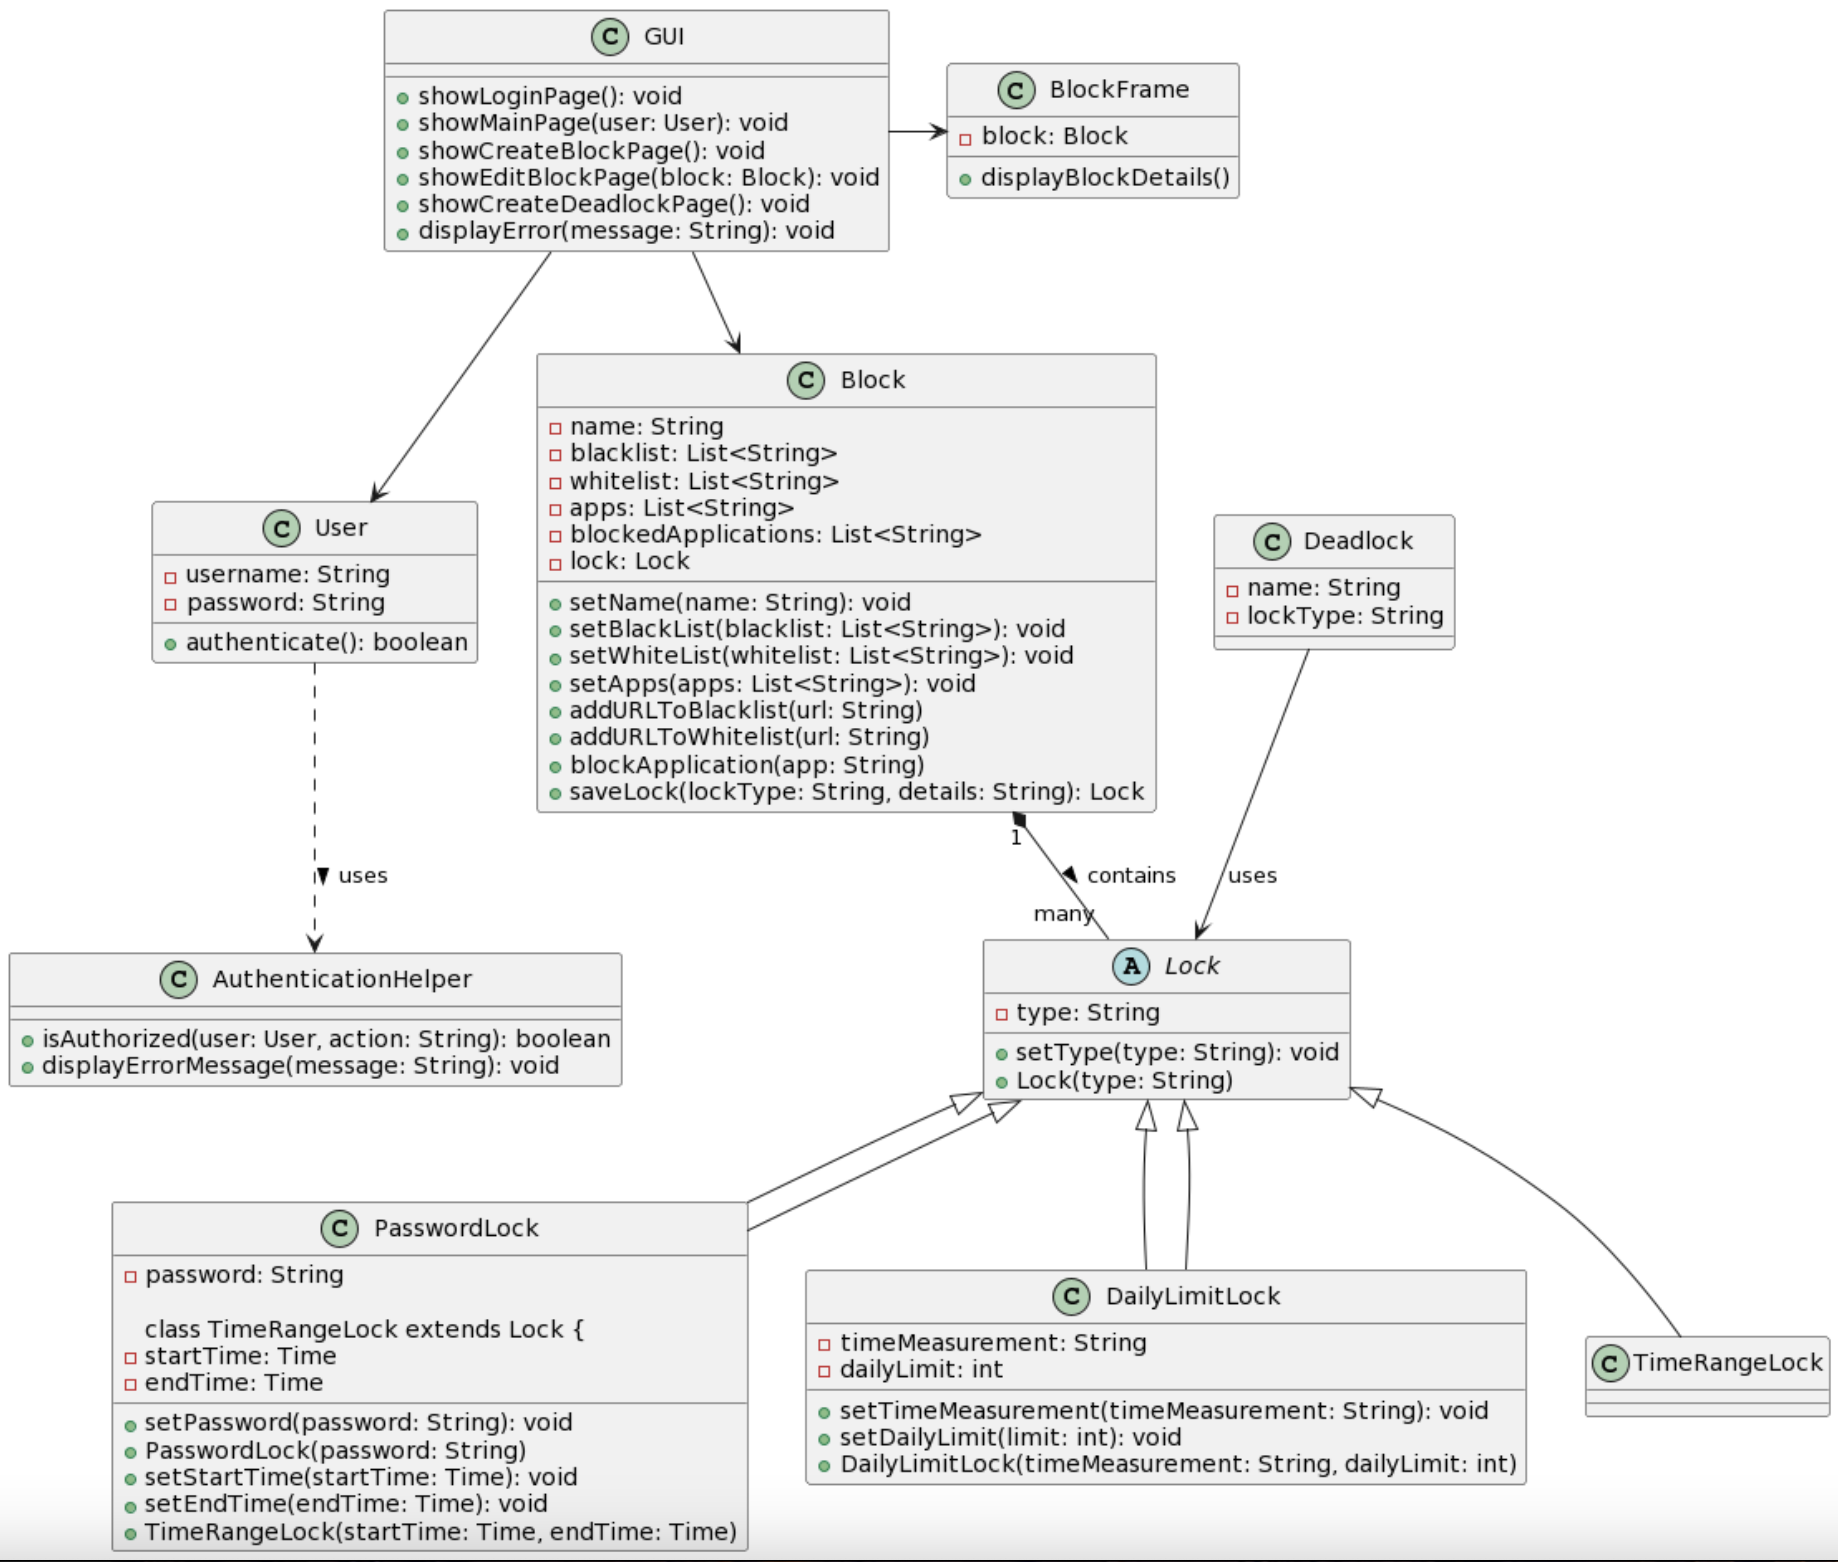 C GUI
showLoginPage(): void
showMainPage(user: User): void
showCreateBlockPage(): void
showEditBlockPage(block: Block): void
showCreateDeadlockPage(): void
displayError(message: String): void
C BlockFrame
block: Block
displayBlockDetails()
C Block
name: String
blacklist: List<String>
whitelist: List<String>
apps: List<String>
blockedApplications: List<String>
lock: Lock
setName(name: String): void
setBlackList(blacklist: List<String>): void
setWhiteList(whitelist: List<String>): void
setApps(apps: List<String>): void
addURLToBlacklist(url: String)
addURLToWhitelist(url: String)
blockApplication(app: String)
saveLock(lockType: String, details: String): Lock
C User
username: String
password: String
authenticate(): boolean
C Deadlock
name: String
lockType: String
uses
1
contains
many
uses
C AuthenticationHelper
isAuthorized(user: User, action: String): boolean
displayErrorMessage(message: String): void
A Lock
type: String
setType(type: String): void
Lock(type: String)
C PasswordLock
password: String
class TimeRangeLock extends Lock {
startTime: Time
endTime: Time
setPassword(password: String): void
PasswordLock(password: String)
setStartTime(startTime: Time): void
setEndTime(endTime: Time): void
TimeRangeLock(startTime: Time, endTime: Time)
C DailyLimitLock
timeMeasurement: String
dailyLimit: int
setTimeMeasurement(timeMeasurement: String): void
setDailyLimit(limit: int): void
DailyLimitLock(timeMeasurement: String, dailyLimit: int)
C TimeRangeLock